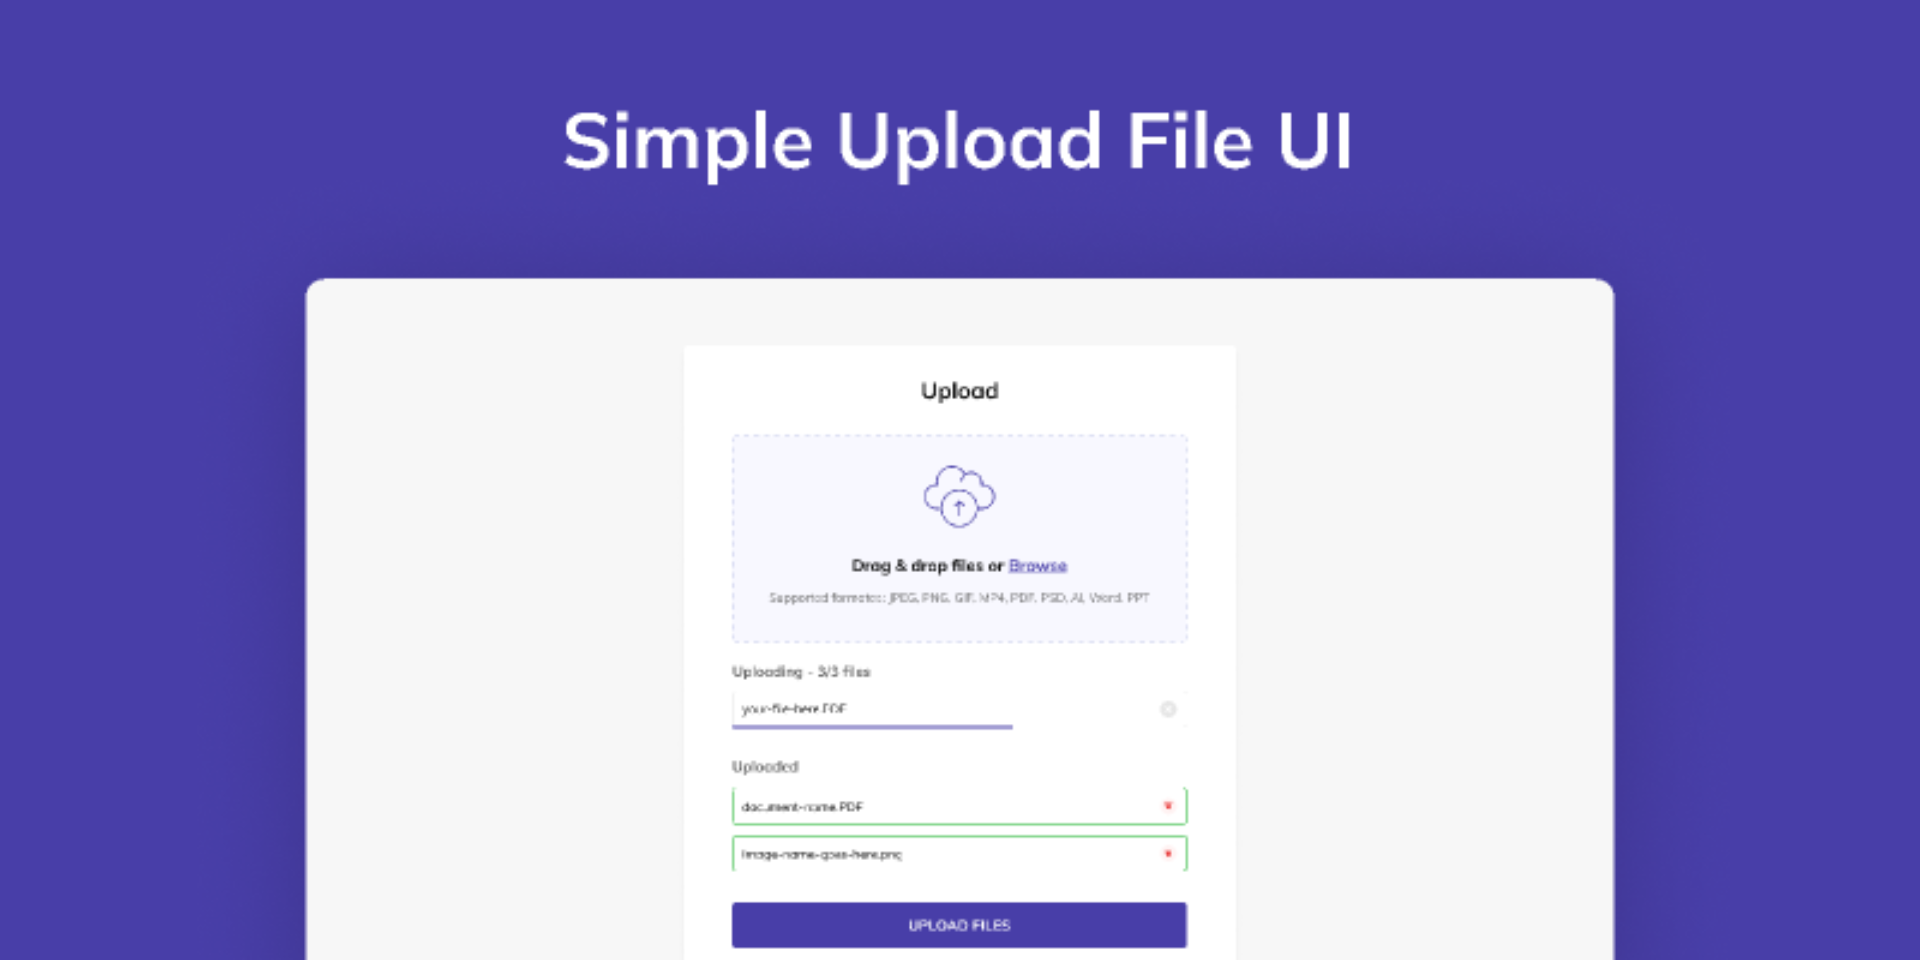 Simple Upload File UI
Upload
Drag & drop files or Browse
Supported formates: JPEG, PNG, GIF, MP4, PDF, PSD, AI, Word, PPT
Uploading - 3/3 files
your-file-here.PDF
Uploaded
document-name.PDF
image-name-goes-here.png
UPLOAD FILES